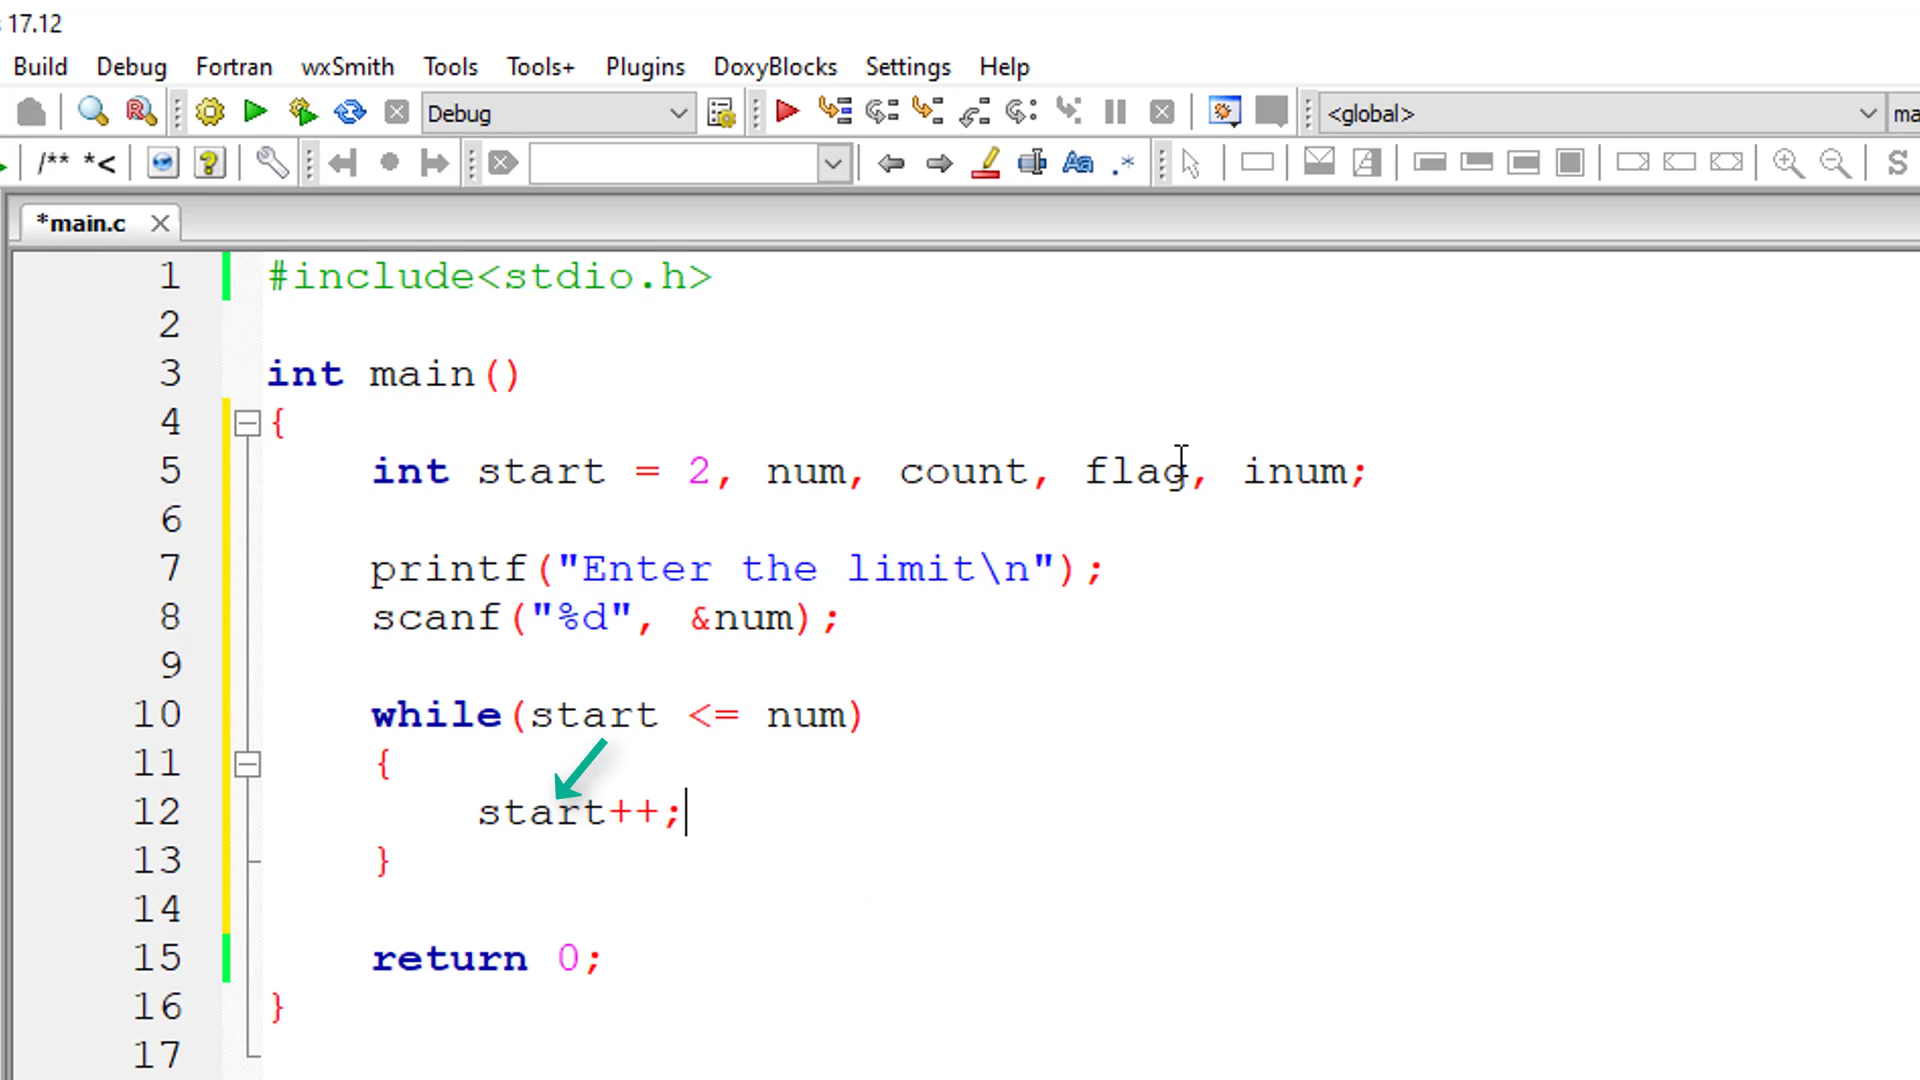 17.12
Build Debug Fortran wxSmith Tools Tools+ Plugins DoxyBlocks Settings Help
Debug <global>
/** *< Aa .* S
*main.c
1 #include<stdio.h>
2
3 int main()
4 {
5 int start = 2, num, count, flag, inum;
6
7 printf("Enter the limit\n");
8 scanf("%d", &num);
9
10 while(start <= num)
11 {
12 start++;
13 }
14
15 return 0;
16 }
17